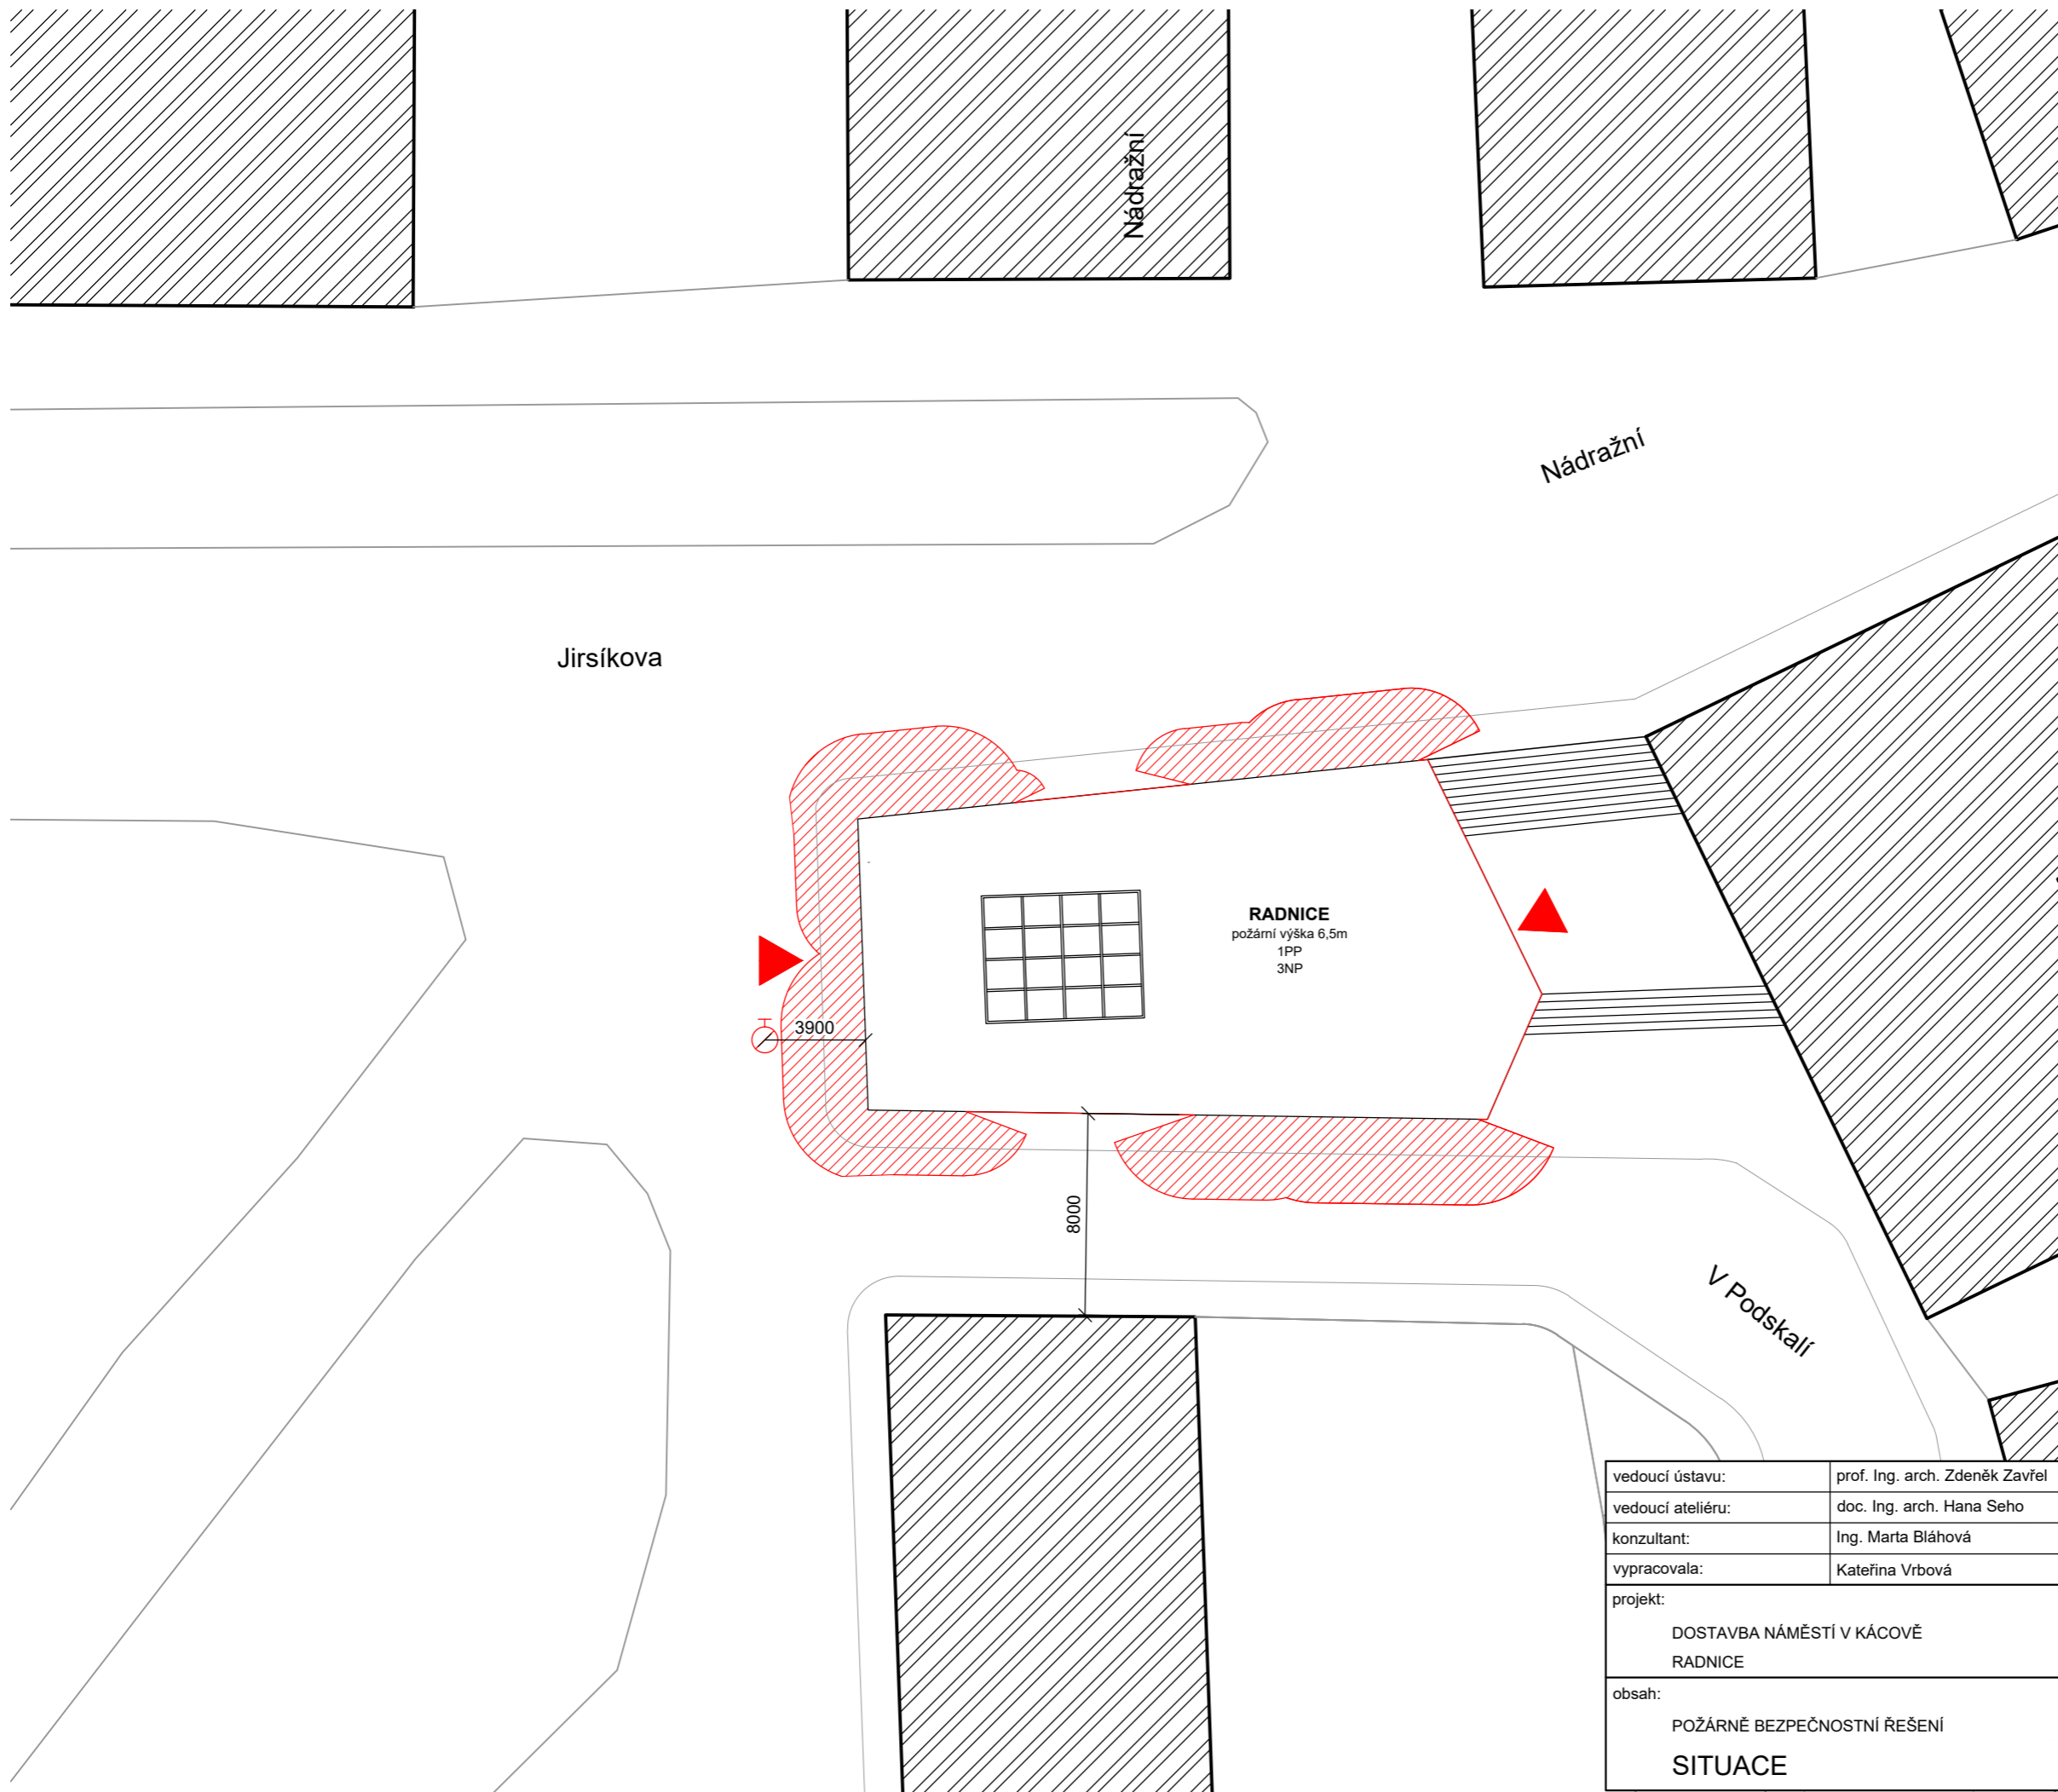 Nádražní
Nádražní
Jirsíkova
RADNICE
požární výška 6,5m
1PP
3NP
3900
8000
V Podskalí
vedoucí ústavu: prof. Ing. arch. Zdeněk Zavřel
vedoucí ateliéru: doc. Ing. arch. Hana Seho
konzultant: Ing. Marta Bláhová
vypracovala: Kateřina Vrbová
projekt:
DOSTAVBA NÁMĚSTÍ V KÁCOVĚ
RADNICE
obsah:
POŽÁRNĚ BEZPEČNOSTNÍ ŘEŠENÍ
SITUACE